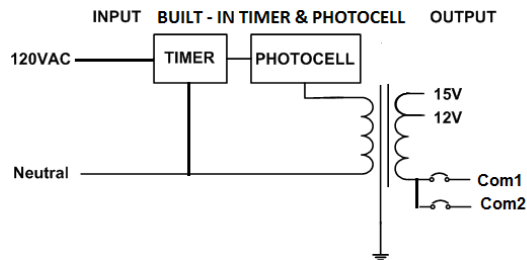 INPUT BUILT - IN TIMER & PHOTOCELL OUTPUT
120VAC
TIMER
PHOTOCELL
15V
12V
Neutral
Com1
Com2